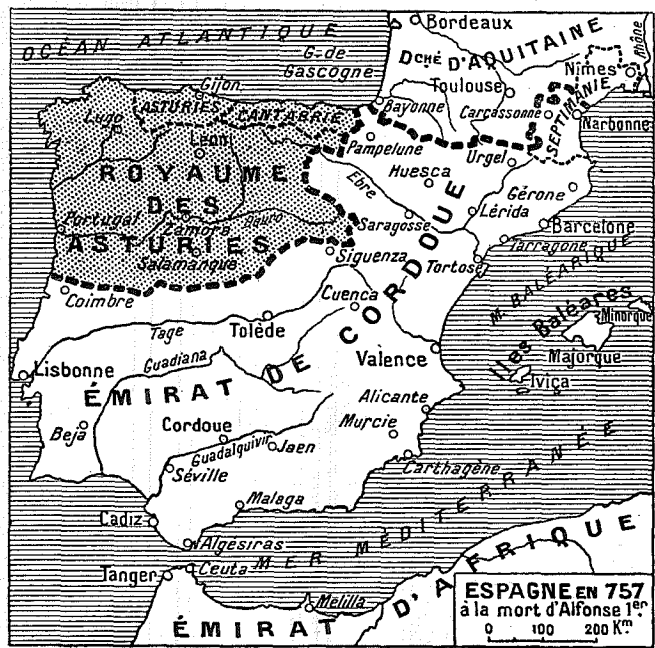 OCÉAN ATLANTIQUE
G. de
Gascogne
Bordeaux
Dché D'AQUITAINE
Toulouse
Bayonne
Carcassonne
Nîmes
Rhône
SEPTIMANIE
Narbonne
Gijon
ASTURIES
CANTABRIE
Lugo
Léon
Pampelune
Urgel
Huesca
Gérone
ROYAUME
DES
ASTURIES
Ebre
Saragosse
Lérida
Barcelone
Tarragone
Tortose
Portugal
Zamora
Douro
Salamanque
Siguenza
Coimbre
Cuenca
M. BALÉARIQUE
Iles Baléares
Minorque
Majorque
Iviça
Tage
Tolède
Valence
Lisbonne
Guadiana
ÉMIRAT DE CORDOUE
Alicante
Murcie
Beja
Cordoue
Guadalquivir
Jaen
Séville
Carthagène
Malaga
Cadiz
Algésiras
MER MÉDITERRANÉE
Tanger
Ceuta
Melilla
ÉMIRAT D'AFRIQUE
ESPAGNE EN 757
à la mort d'Alfonse 1er
0 100 200 Km.